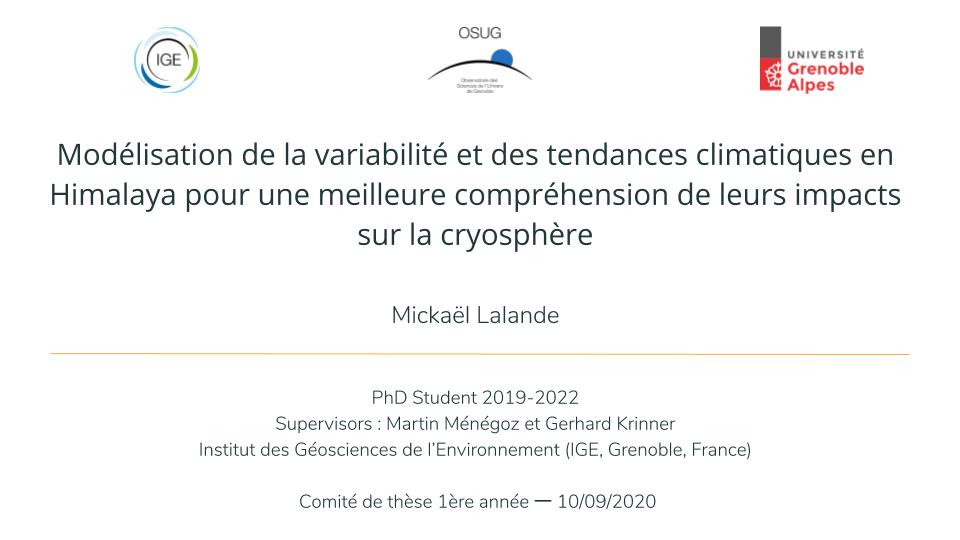 IGE
OSUG
Observatoire des
Sciences de l'Univers
de Grenoble
UNIVERSITÉ
Grenoble
Alpes
Modélisation de la variabilité et des tendances climatiques en
Himalaya pour une meilleure compréhension de leurs impacts
sur la cryosphère
Mickaël Lalande
PhD Student 2019-2022
Supervisors : Martin Ménégoz et Gerhard Krinner
Institut des Géosciences de l’Environnement (IGE, Grenoble, France)
Comité de thèse 1ère année — 10/09/2020